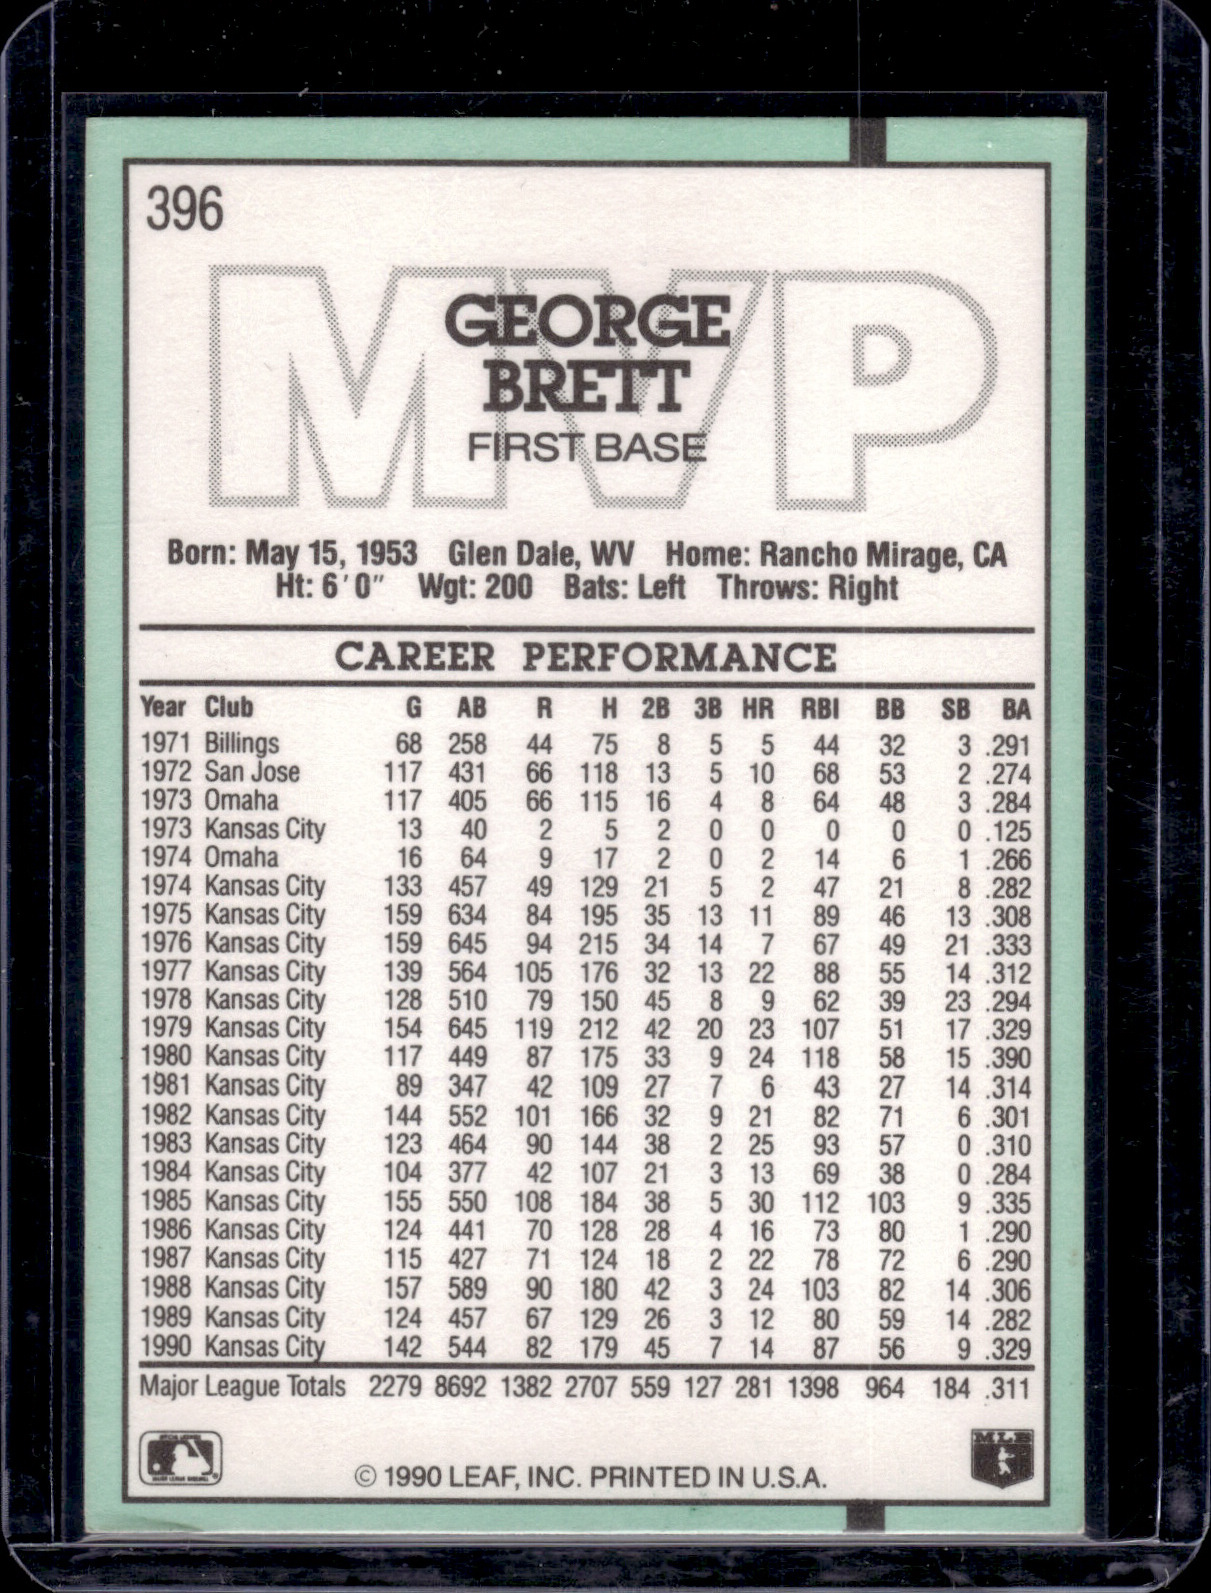 396
MVP
GEORGE
BRETT
FIRST BASE
Born: May 15, 1953 Glen Dale, WV Home: Rancho Mirage, CA
Ht: 6' 0" Wgt: 200 Bats: Left Throws: Right
CAREER PERFORMANCE
Year Club G AB R H 2B 3B HR RBI BB SB BA
1971 Billings 68 258 44 75 8 5 5 44 32 3 .291
1972 San Jose 117 431 66 118 13 5 10 68 53 2 .274
1973 Omaha 117 405 66 115 16 4 8 64 48 3 .284
1973 Kansas City 13 40 2 5 2 0 0 0 0 0 .125
1974 Omaha 16 64 9 17 2 0 2 14 6 1 .266
1974 Kansas City 133 457 49 129 21 5 2 47 21 8 .282
1975 Kansas City 159 634 84 195 35 13 11 89 46 13 .308
1976 Kansas City 159 645 94 215 34 14 7 67 49 21 .333
1977 Kansas City 139 564 105 176 32 13 22 88 55 14 .312
1978 Kansas City 128 510 79 150 45 8 9 62 39 23 .294
1979 Kansas City 154 645 119 212 42 20 23 107 51 17 .329
1980 Kansas City 117 449 87 175 33 9 24 118 58 15 .390
1981 Kansas City 89 347 42 109 27 7 6 43 27 14 .314
1982 Kansas City 144 552 101 166 32 9 21 82 71 6 .301
1983 Kansas City 123 464 90 144 38 2 25 93 57 0 .310
1984 Kansas City 104 377 42 107 21 3 13 69 38 0 .284
1985 Kansas City 155 550 108 184 38 5 30 112 103 9 .335
1986 Kansas City 124 441 70 128 28 4 16 73 80 1 .290
1987 Kansas City 115 427 71 124 18 2 22 78 72 6 .290
1988 Kansas City 157 589 90 180 42 3 24 103 82 14 .306
1989 Kansas City 124 457 67 129 26 3 12 80 59 14 .282
1990 Kansas City 142 544 82 179 45 7 14 87 56 9 .329
Major League Totals 2279 8692 1382 2707 559 127 281 1398 964 184 .311
MLB
© 1990 LEAF, INC. PRINTED IN U.S.A.